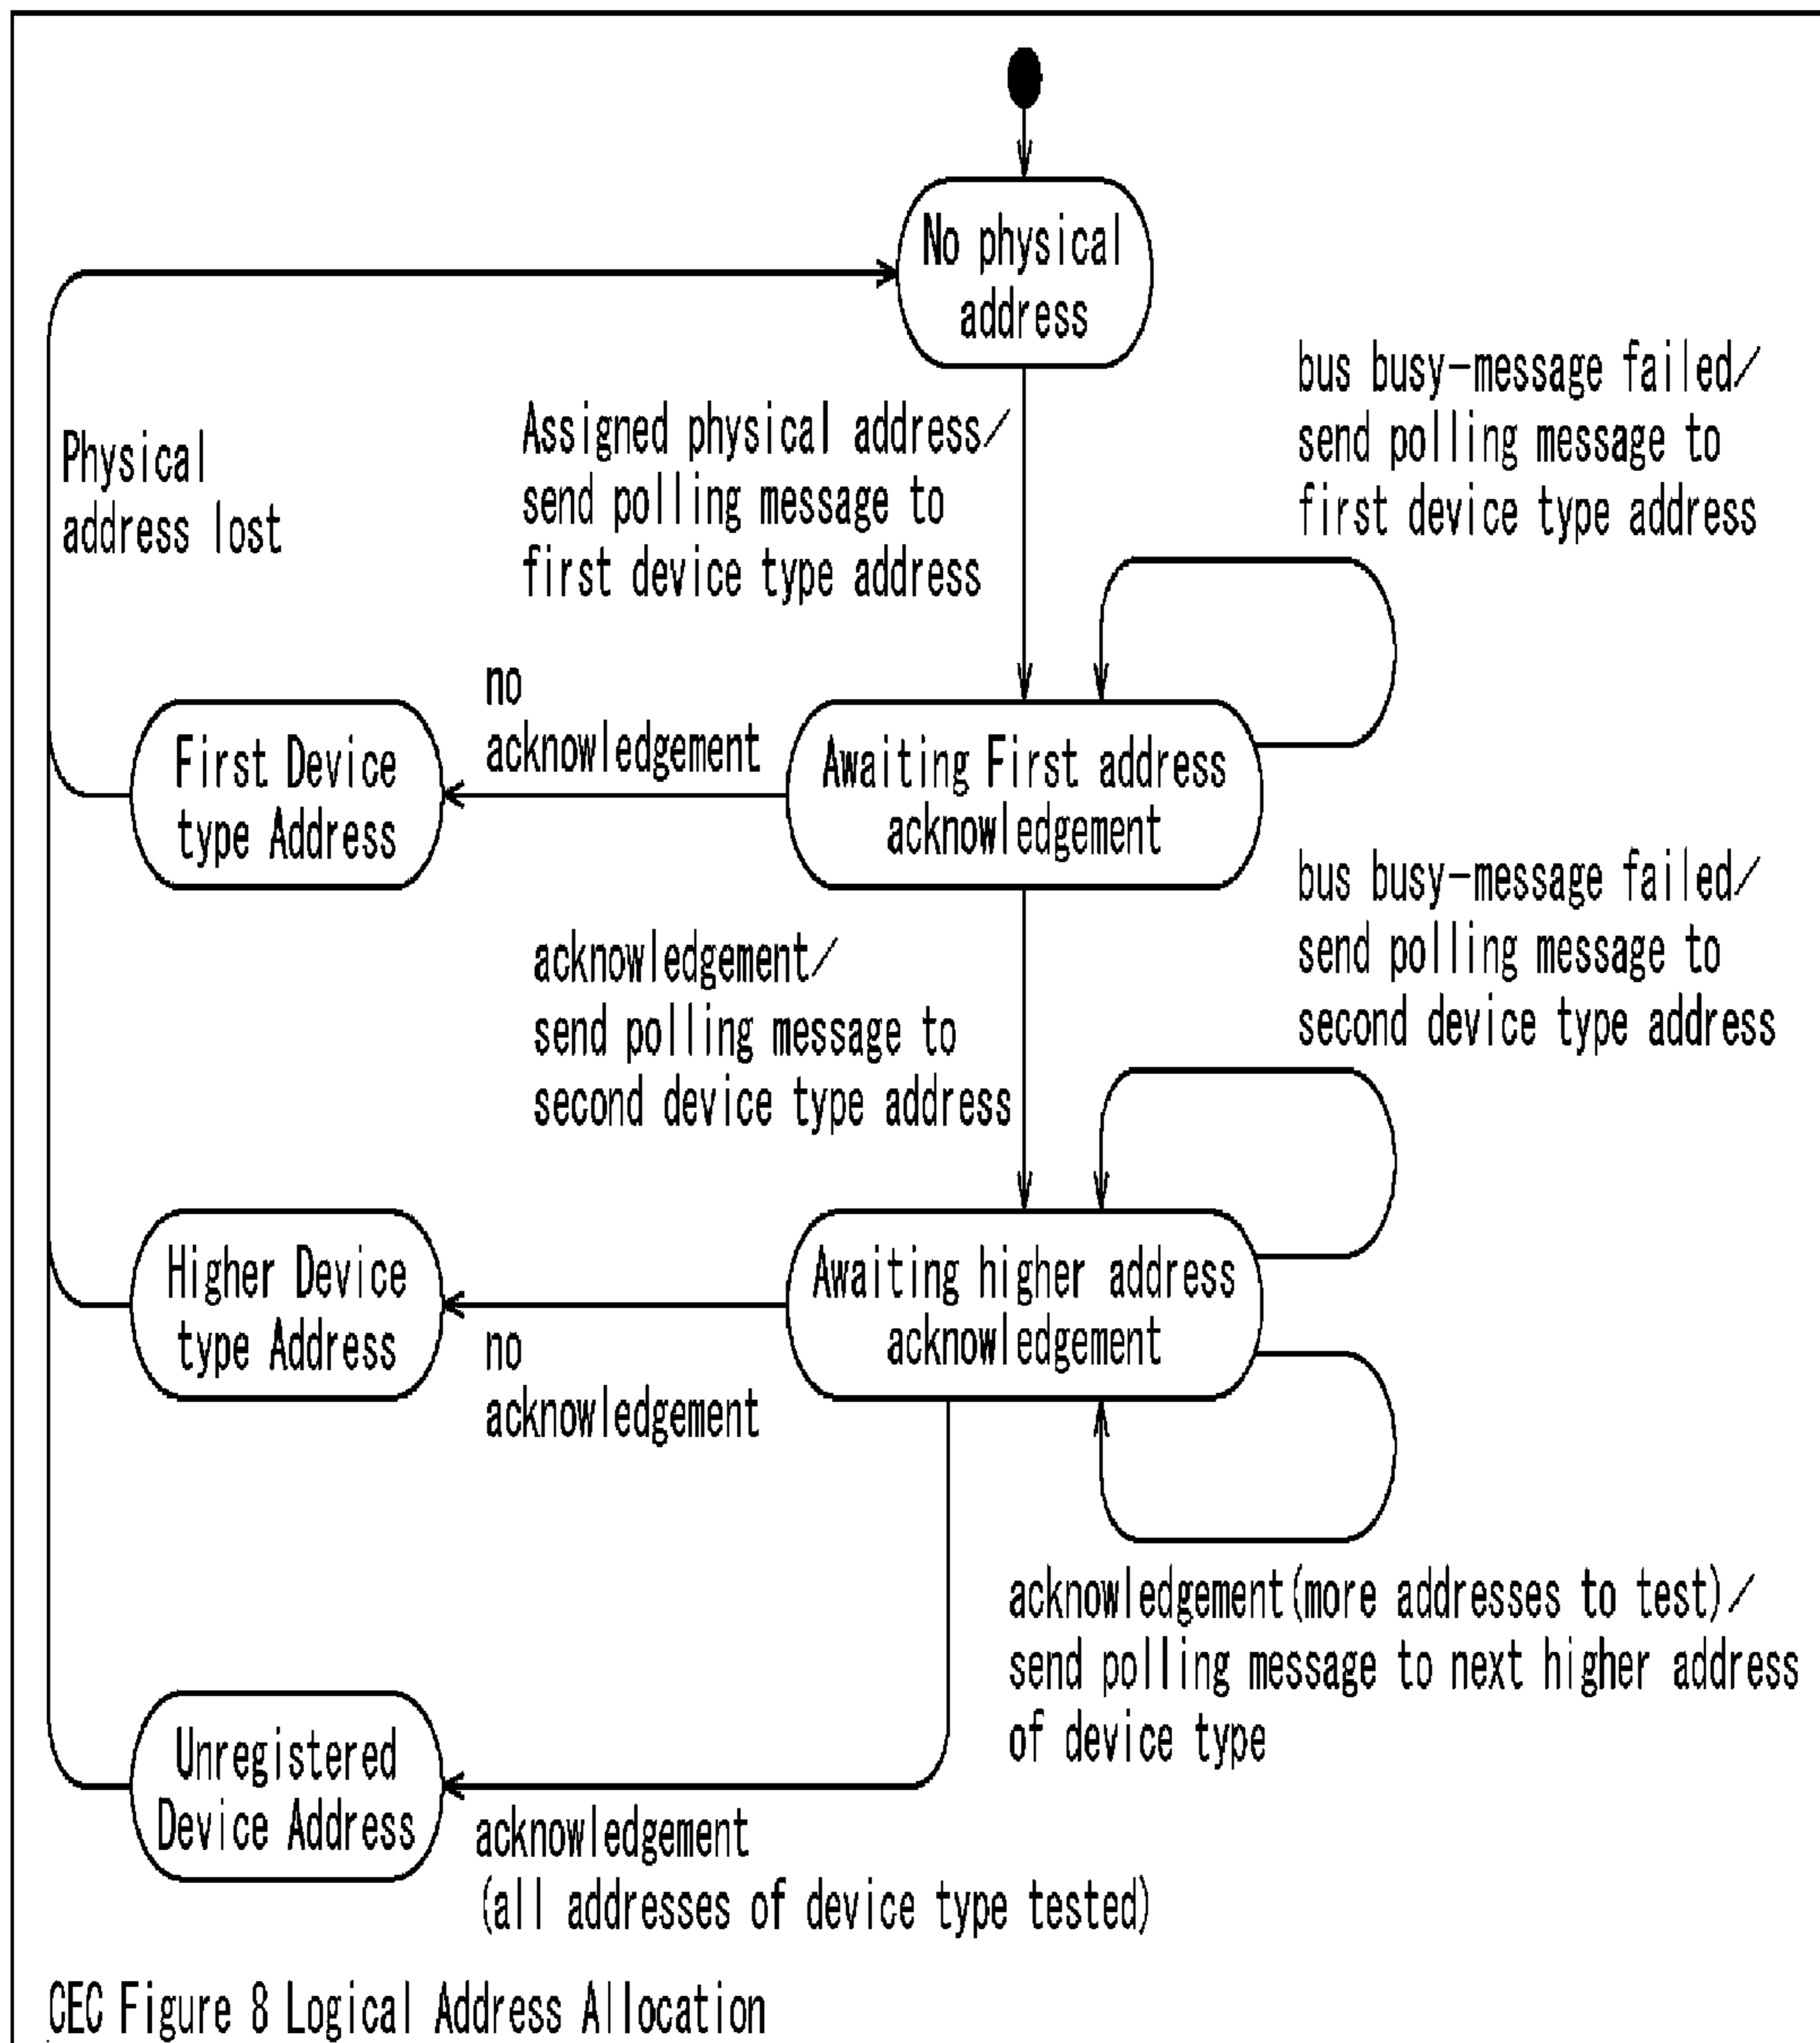 No physical
address
bus busy-message failed/
send polling message to
first device type address
Assigned physical address/
send polling message to
first device type address
Physical
address lost
no
acknowledgement
First Device
type Address
Awaiting First address
acknowledgement
bus busy-message failed/
send polling message to
second device type address
acknowledgement/
send polling message to
second device type address
Higher Device
type Address
Awaiting higher address
acknowledgement
no
acknowledgement
acknowledgement(more addresses to test)/
send polling message to next higher address
of device type
Unregistered
Device Address
acknowledgement
(all addresses of device type tested)
CEC Figure 8 Logical Address Allocation